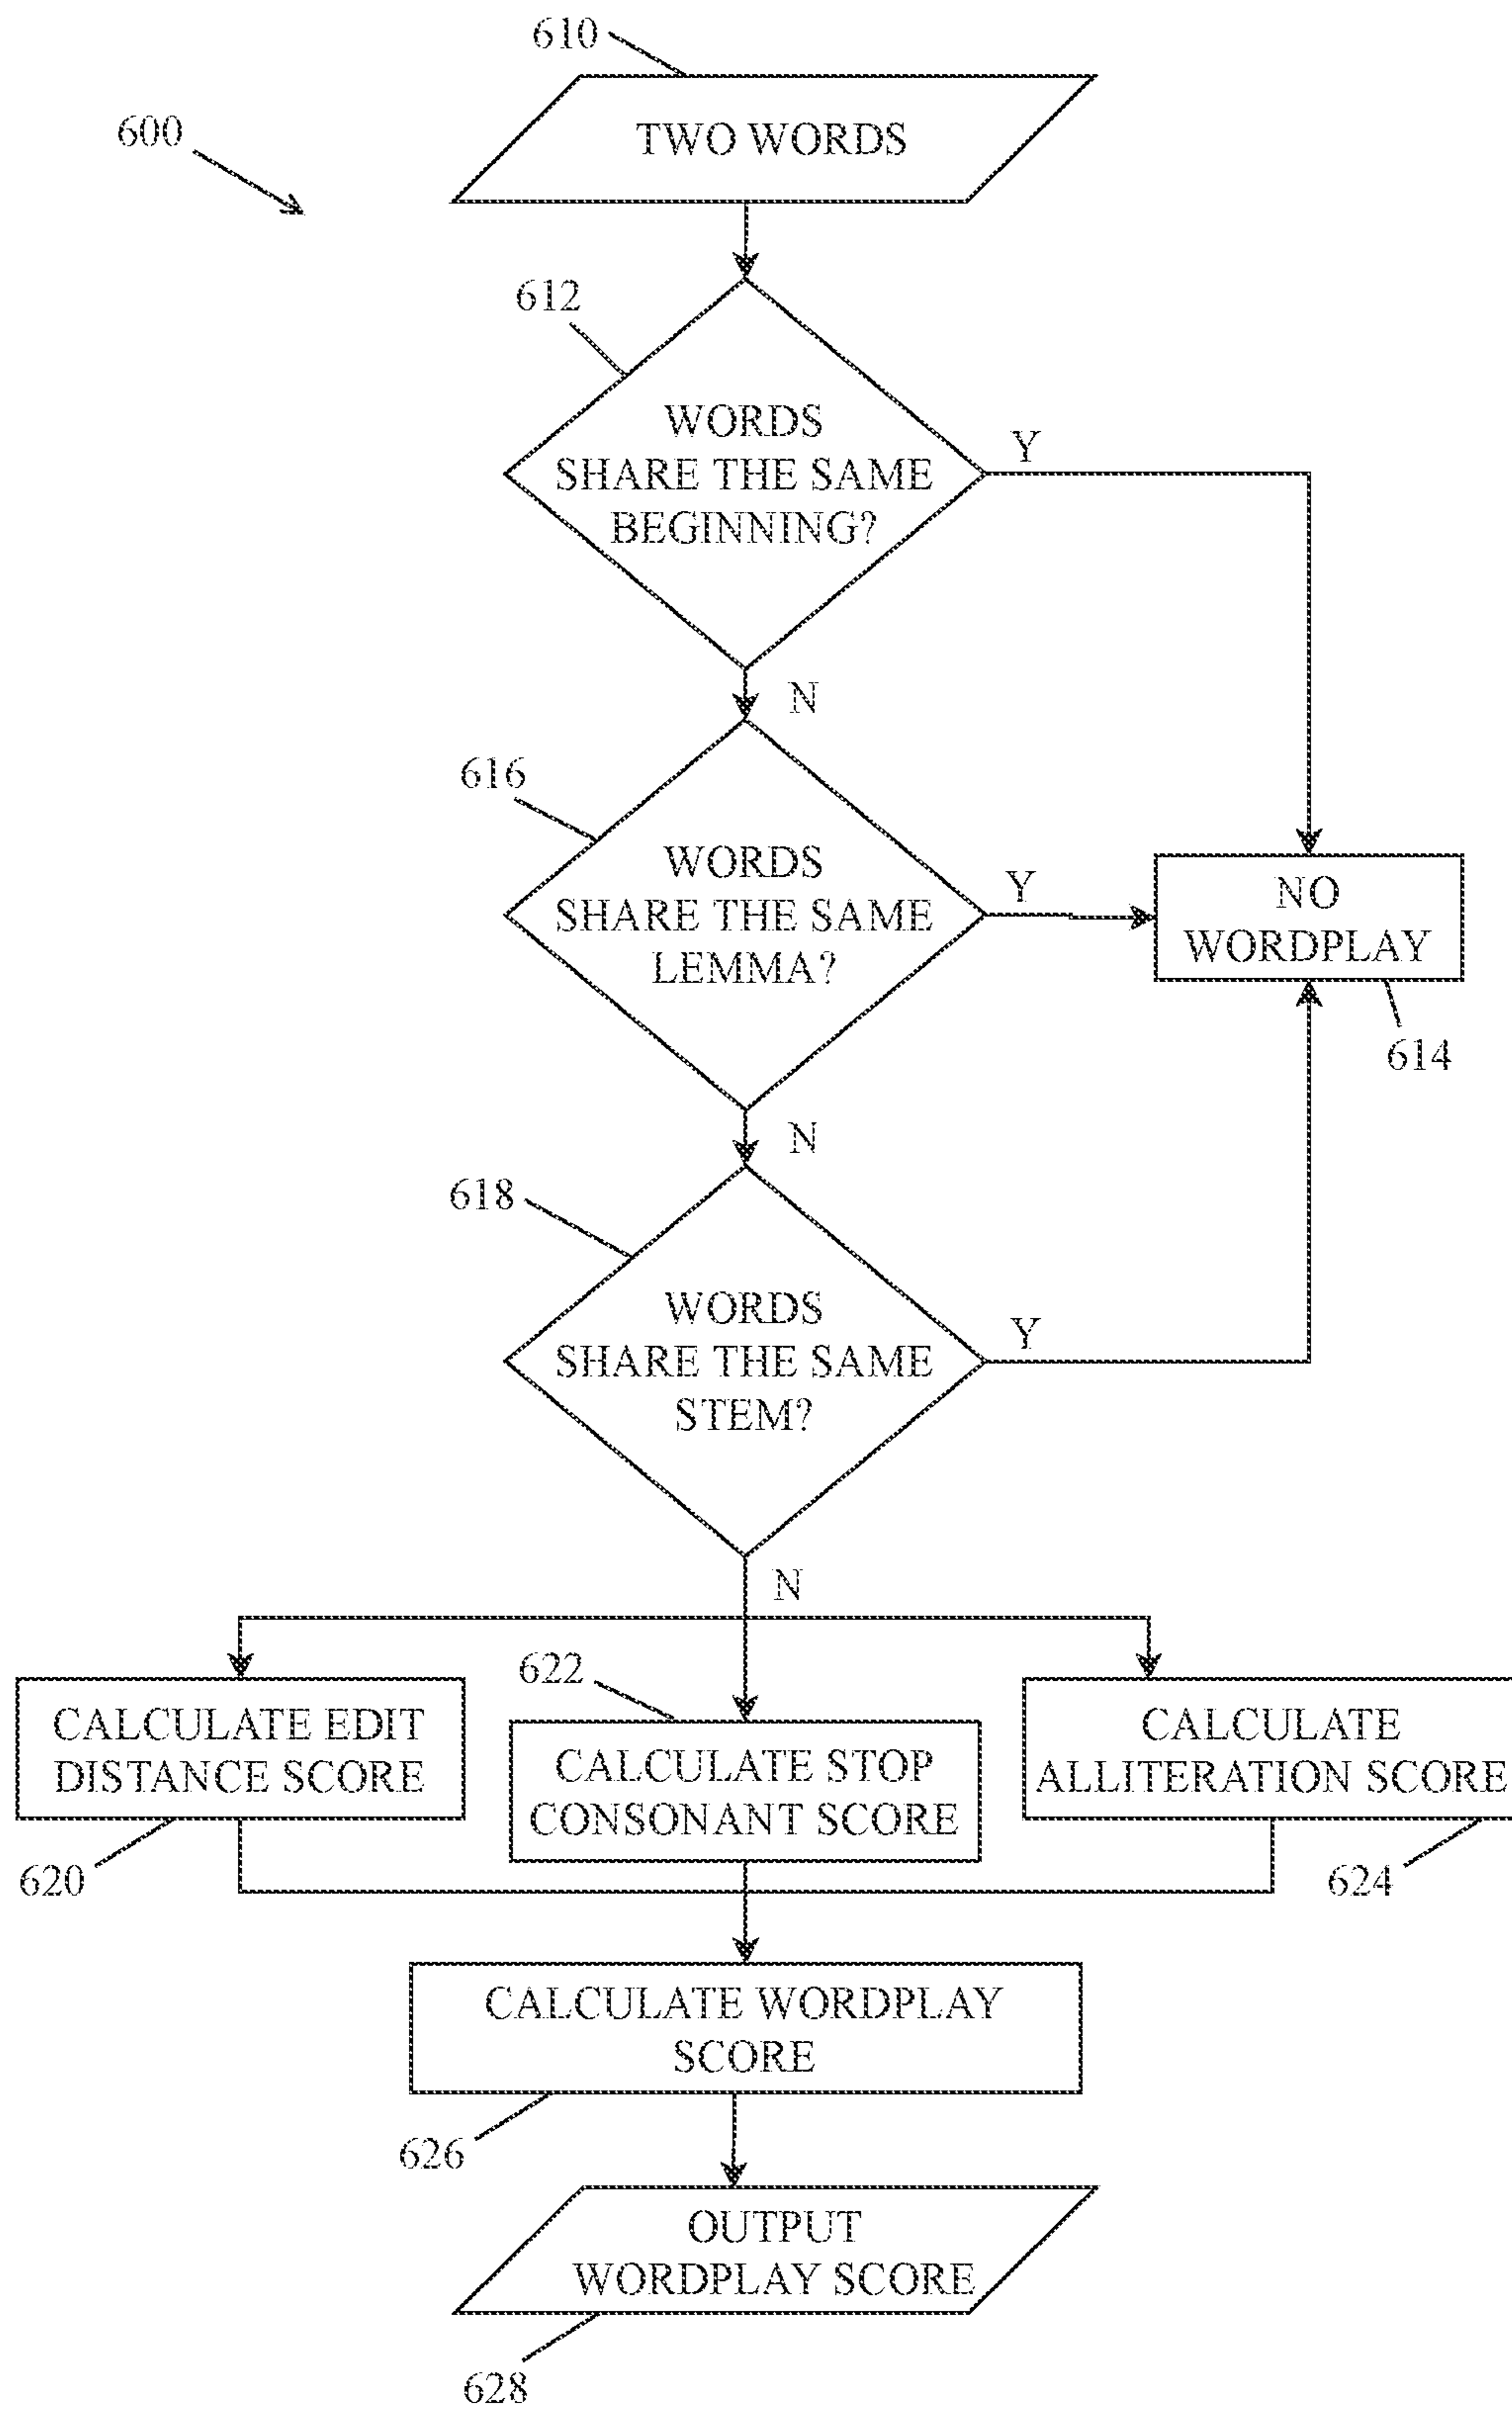 610
600
TWO WORDS
612
WORDS
SHARE THE SAME
BEGINNING?
Y
N
616
WORDS
SHARE THE SAME
LEMMA?
Y
NO
WORDPLAY
614
N
618
WORDS
SHARE THE SAME
STEM?
Y
N
622
CALCULATE EDIT
DISTANCE SCORE
CALCULATE STOP
CONSONANT SCORE
CALCULATE
ALLITERATION SCORE
620
624
CALCULATE WORDPLAY
SCORE
626
OUTPUT
WORDPLAY SCORE
628